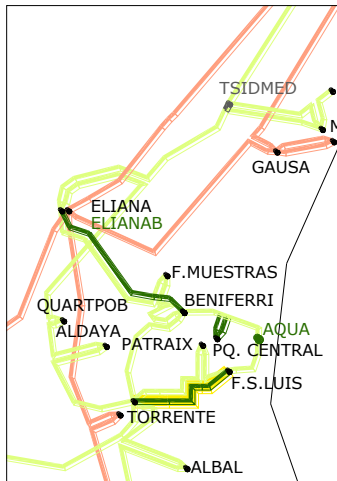 TSIDMED
GAUSA
ELIANA
ELIANAB
F.MUESTRAS
BENIFERRI
QUARTPOB
ALDAYA
PATRAIX
AQUA
PQ. CENTRAL
F.S.LUIS
TORRENTE
ALBAL